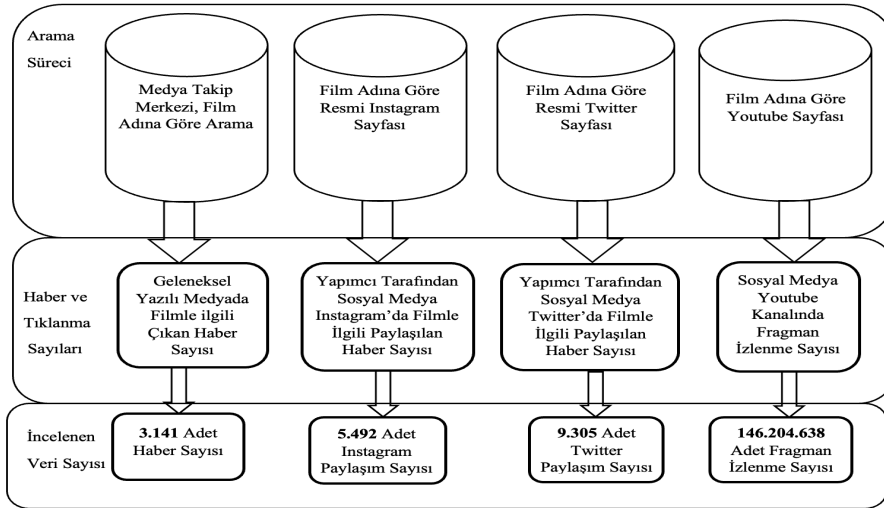 Arama
Süreci
Medya Takip
Merkezi, Film
Adına Göre Arama
Film Adına Göre
Resmi Instagram
Sayfası
Film Adına Göre
Resmi Twitter
Sayfası
Film Adına Göre
Youtube Sayfası
Haber ve
Tıklanma
Sayıları
Geleneksel
Yazılı Medyada
Filmle ilgili
Çıkan Haber
Sayısı
Yapımcı Tarafından
Sosyal Medya
Instagram’da Filmle
İlgili Paylaşılan
Haber Sayısı
Yapımcı Tarafından
Sosyal Medya
Twitter’da Filmle
İlgili Paylaşılan
Haber Sayısı
Sosyal Medya
Youtube
Kanalında
Fragman
İzlenme Sayısı
İncelenen
Veri Sayısı
3.141 Adet
Haber Sayısı
5.492 Adet
Instagram
Paylaşım Sayısı
9.305 Adet
Twitter
Paylaşım Sayısı
146.204.638
Adet Fragman
İzlenme Sayısı